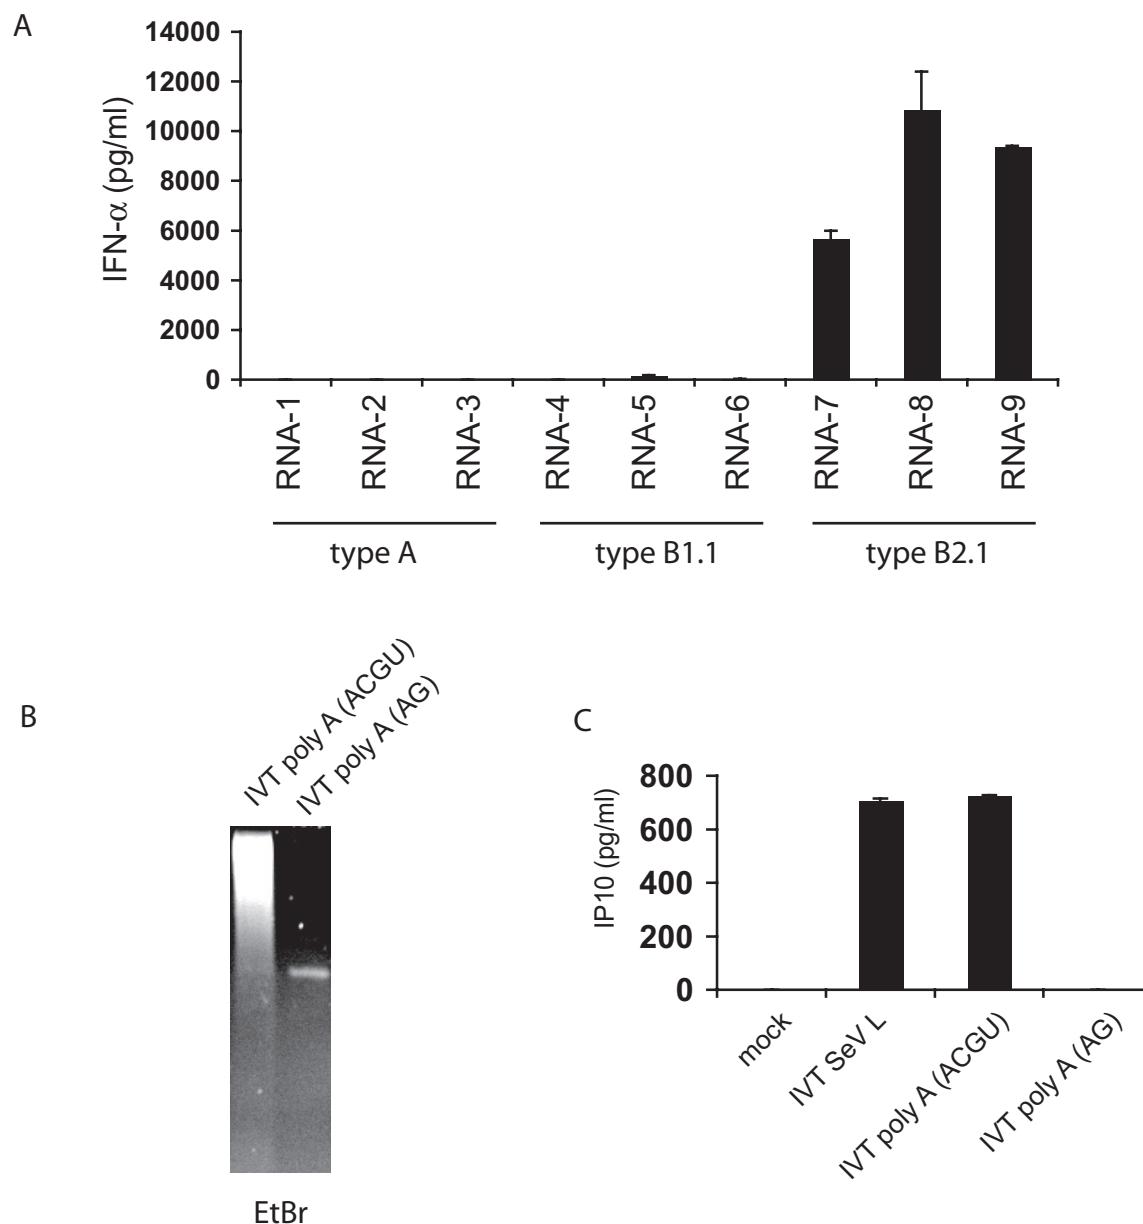 A
14000
12000
10000
8000
6000
4000
2000
0
IFN-α (pg/ml)
RNA-1
RNA-2
RNA-3
RNA-4
RNA-5
RNA-6
RNA-7
RNA-8
RNA-9
type A
type B1.1
type B2.1
B
IVT poly A (ACGU)
IVT poly A (AG)
EtBr
C
800
600
400
200
0
IP10 (pg/ml)
mock
IVT SeV L
IVT poly A (ACGU)
IVT poly A (AG)